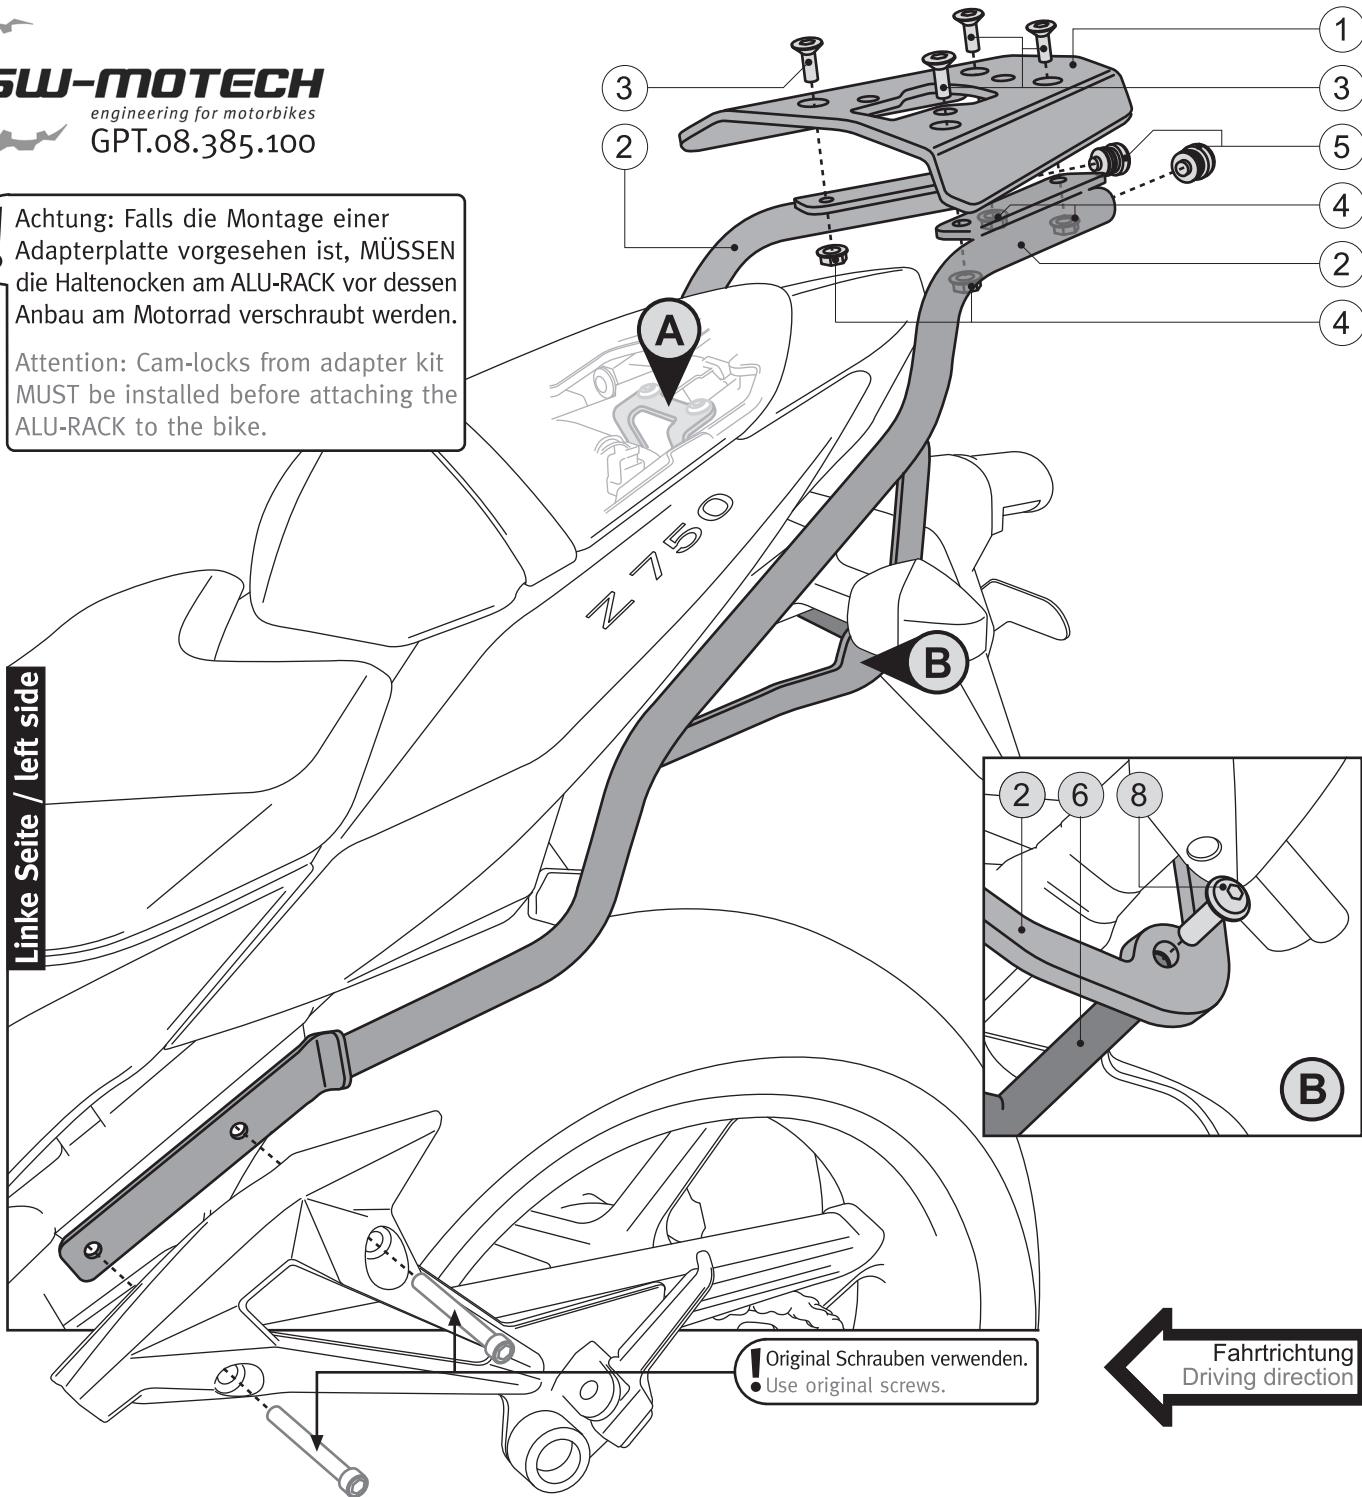 SW-MOTECH
engineering for motorbikes
GPT.08.385.100
! Achtung: Falls die Montage einer
Adapterplatte vorgesehen ist, MÜSSEN
die Haltenocken am ALU-RACK vor dessen
Anbau am Motorrad verschraubt werden.
Attention: Cam-locks from adapter kit
MUST be installed before attaching the
ALU-RACK to the bike.
1
3
3
2
5
4
2
4
A
Z750
B
Linke Seite / left side
2 6 8
B
! Original Schrauben verwenden.
Use original screws.
Fahrtrichtung
Driving direction